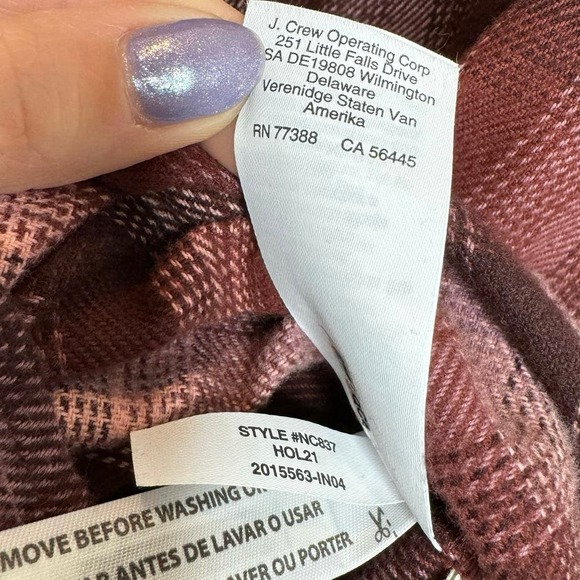 J. Crew Operating Corp
251 Little Falls Drive
SA DE19808 Wilmington
Delaware
Verenidge Staten Van
Amerika
RN 77388 CA 56445
STYLE #NC837
HOL21
2015563-IN04
MOVE BEFORE WASHING
ANTES DE LAVAR O USAR
AVER OU PORTER